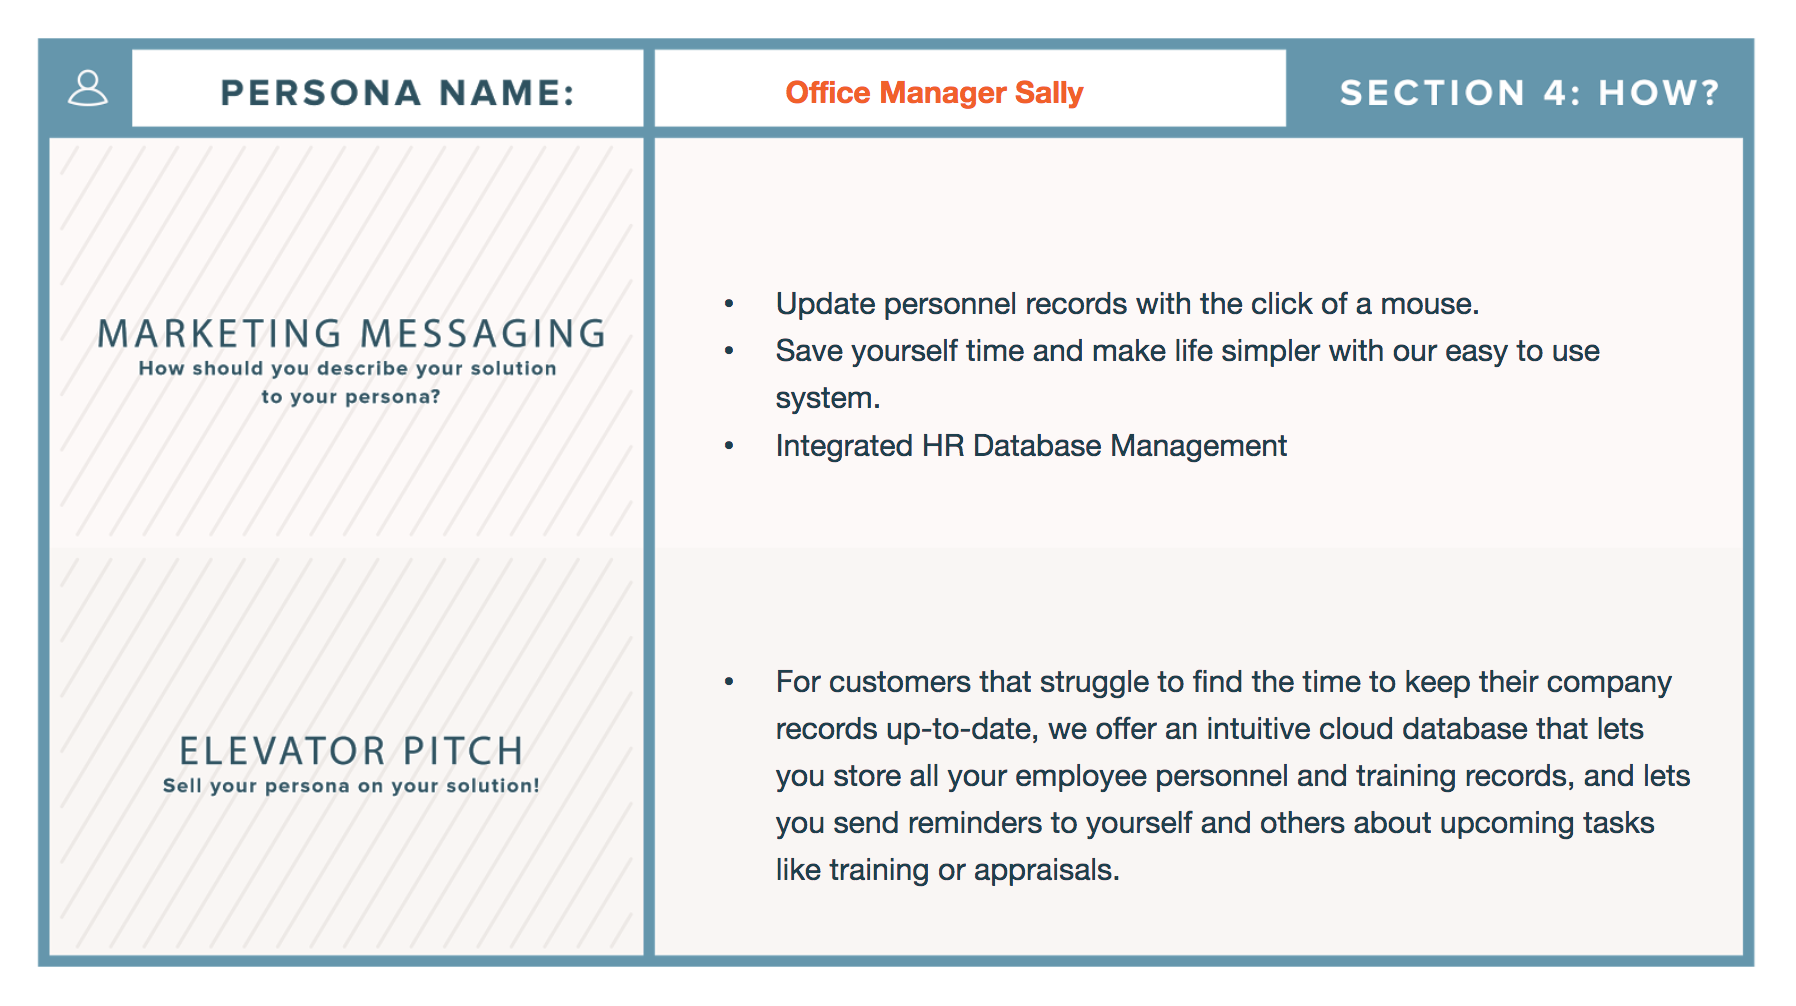 PERSONA NAME:
Office Manager Sally
SECTION 4: HOW?
MARKETING MESSAGING
How should you describe your solution
to your persona?
• Update personnel records with the click of a mouse.
• Save yourself time and make life simpler with our easy to use
system.
• Integrated HR Database Management
ELEVATOR PITCH
Sell your persona on your solution!
• For customers that struggle to find the time to keep their company
records up-to-date, we offer an intuitive cloud database that lets
you store all your employee personnel and training records, and lets
you send reminders to yourself and others about upcoming tasks
like training or appraisals.